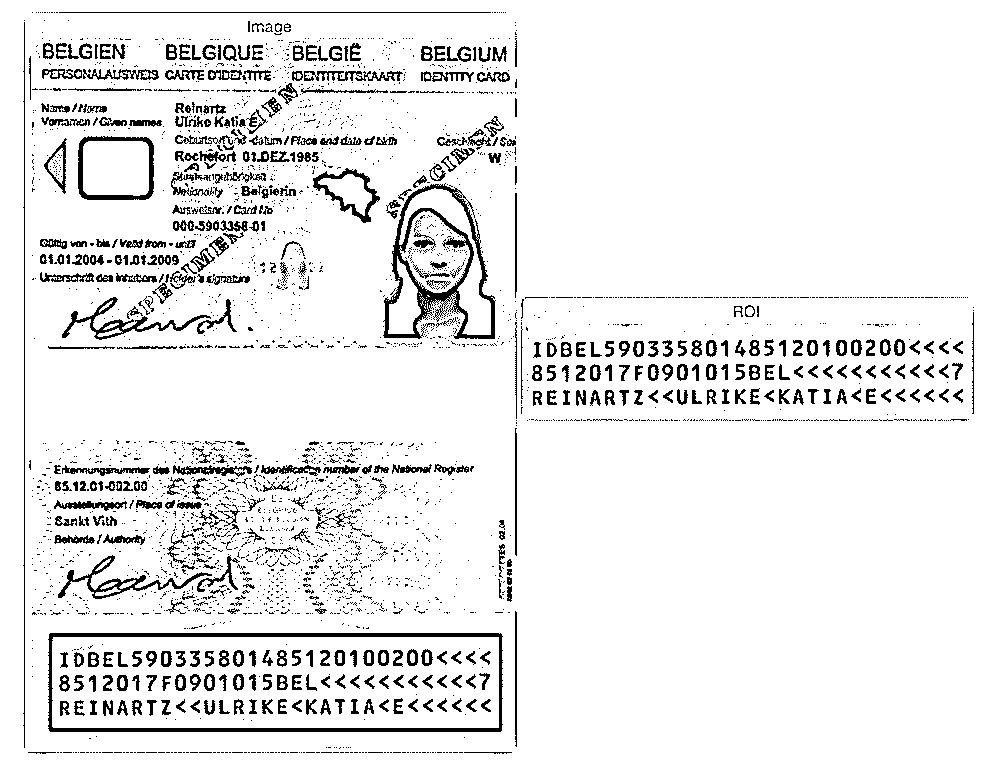 Image
BELGIEN BELGIQUE BELGIË BELGIUM
PERSONALAUSWEIS CARTE D'IDENTITE IDENTITEITSKAART IDENTITY CARD
Name / Name
Reinartz
Vornamen / Given names
Ulrike Katia E
Geburtsort und -datum / Place and date of birth
Rochefort 01.DEZ.1985
W
Staatsangehörigkeit
Nationality Belgierin
Ausweisnr. / Card No
000-5903358-01
Gültig von - bis / Valid from - until
01.01.2004 - 01.01.2009
Unterschrift des Inhabers / Holder's signature
SPECIMEN
SPECIMEN
SPECIMEN
ROI
IDBEL590335801485120100200<<<<
8512017F0901015BEL<<<<<<<<<<<7
REINARTZ<<ULRIKE<KATIA<E<<<<<<
Erkennungsnummer des Nationalregisters / Identification number of the National Register
85.12.01-002.00
Ausstellungsort / Place of issue
Sankt Vith
Behörde / Authority
IDBEL590335801485120100200<<<<
8512017F0901015BEL<<<<<<<<<<<7
REINARTZ<<ULRIKE<KATIA<E<<<<<<